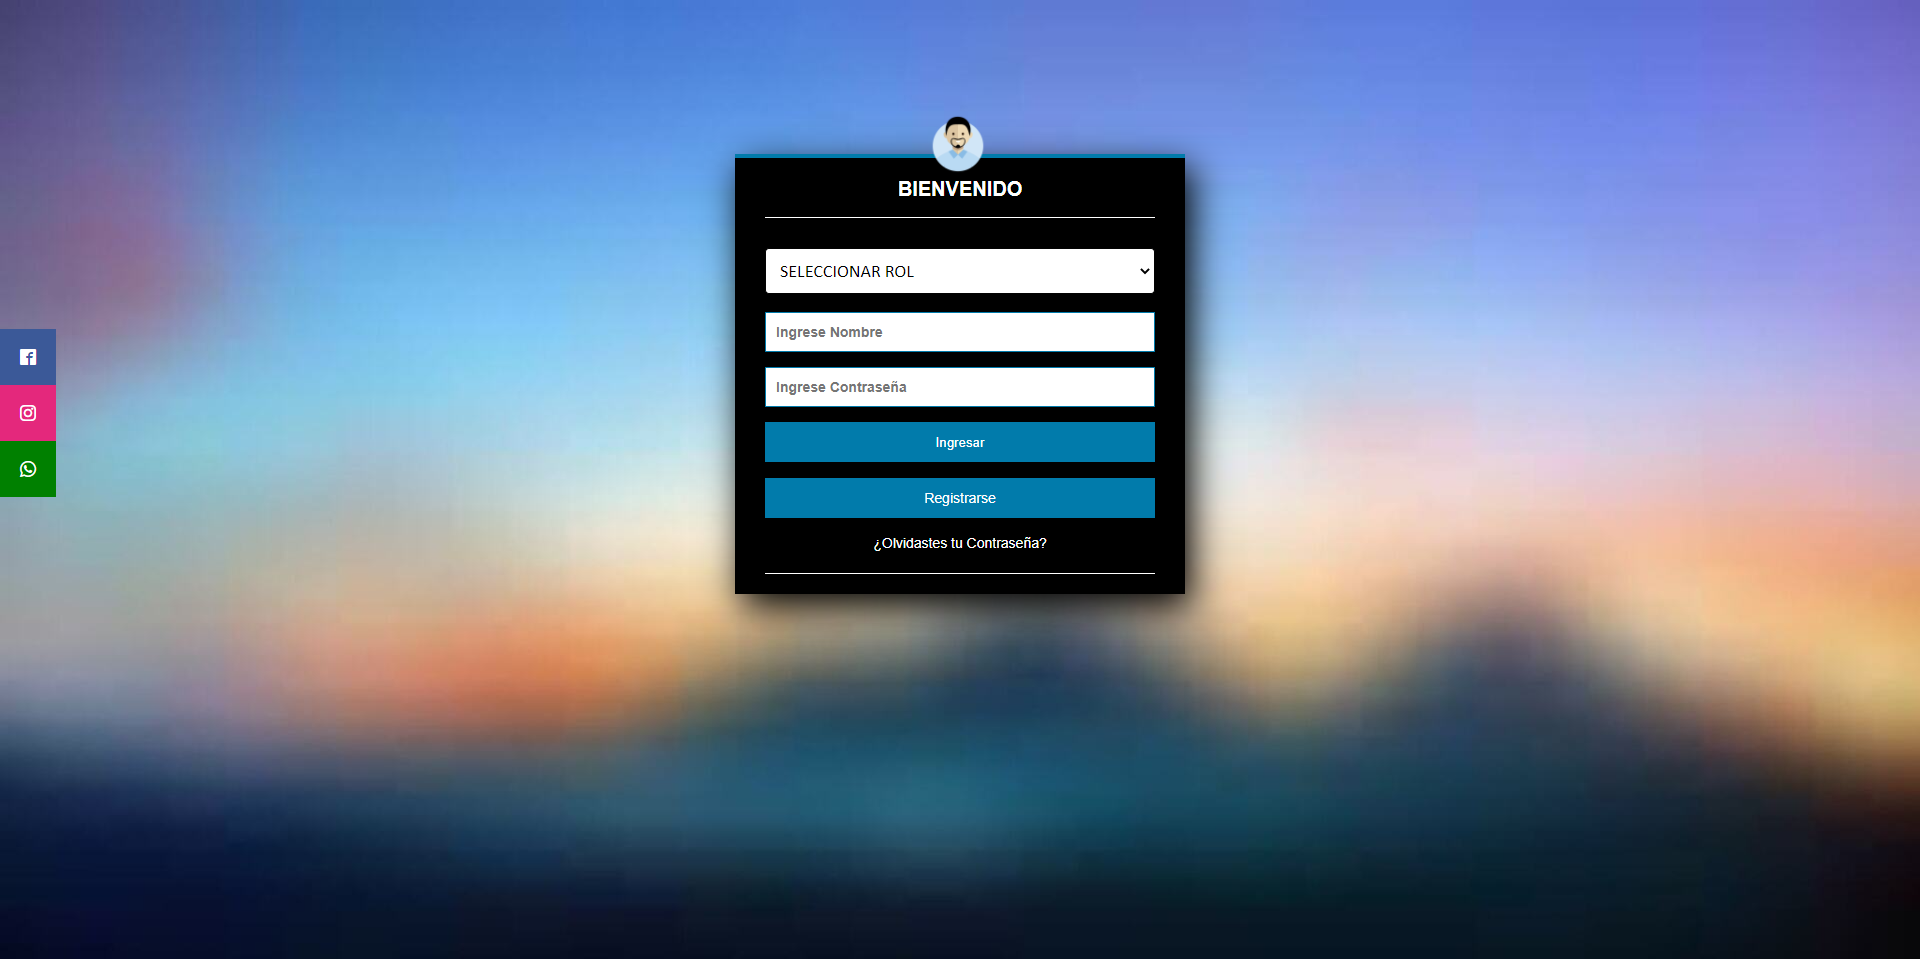 BIENVENIDO
SELECCIONAR ROL
Ingrese Nombre
Ingrese Contraseña
Ingresar
Registrarse
¿Olvidastes tu Contraseña?